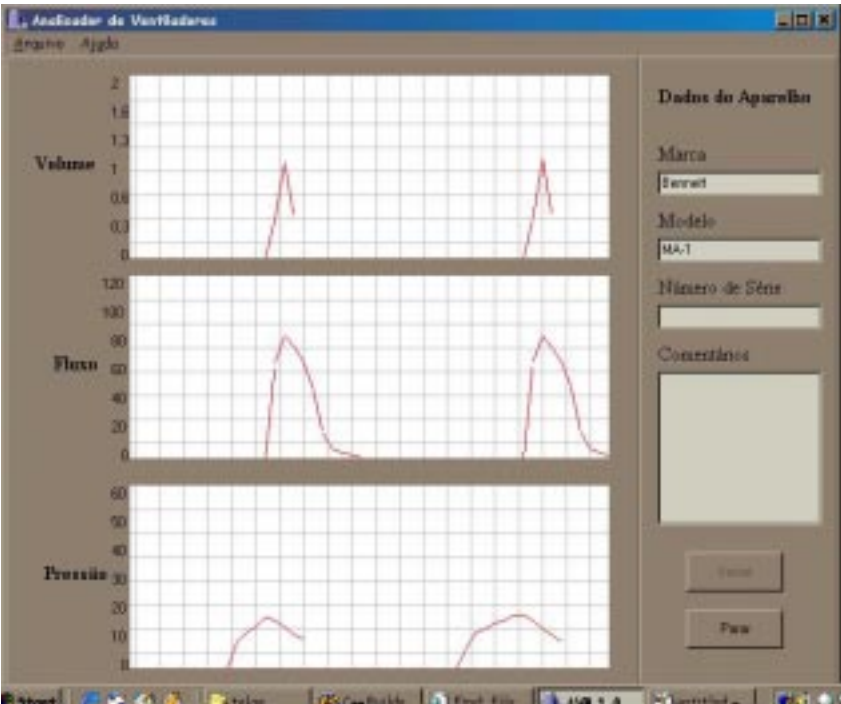 Analisador de Ventiladores
Arquivo Ajuda
Volume
2
1.6
1.3
1
0.6
0.3
0
Fluxo
120
100
80
60
40
20
0
Pressão
60
50
40
30
20
10
0
Dados do Aparelho
Marca
Bennett
Modelo
MA-1
Número de Série
Comentários
Parar
Start telas